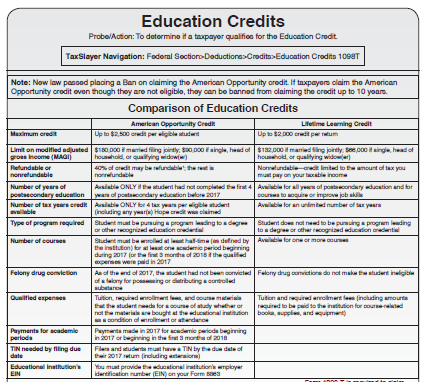 Education Credits
Probe/Action: To determine if a taxpayer qualifies for the Education Credit.
TaxSlayer Navigation: Federal Section>Deductions>Credits>Education Credits 1098T
Note: New law passed placing a Ban on claiming the American Opportunity credit. If taxpayers claim the American
Opportunity credit even though they are not eligible, they can be banned from claiming the credit up to 10 years.
Comparison of Education Credits
American Opportunity Credit
Lifetime Learning Credit
Maximum credit
Up to $2,500 credit per eligible student
Up to $2,000 credit per return
Limit on modified adjusted
gross income (MAGI)
$180,000 if married filing jointly; $90,000 if single, head of
household, or qualifying widow(er)
$132,000 if married filing jointly; $66,000 if single, head of
household, or qualifying widow(er)
Refundable or
nonrefundable
40% of credit may be refundable¹; the rest is
nonrefundable
Nonrefundable—credit limited to the amount of tax you
must pay on your taxable income
Number of years of
postsecondary education
Available ONLY if the student had not completed the first 4
years of postsecondary education before 2017
Available for all years of postsecondary education and for
courses to acquire or improve job skills
Number of tax years credit
available
Available ONLY for 4 tax years per eligible student
(including any year(s) Hope credit was claimed
Available for an unlimited number of tax years
Type of program required
Student must be pursuing a program leading to a degree
or other recognized education credential
Student does not need to be pursuing a program leading
to a degree or other recognized education credential
Number of courses
Student must be enrolled at least half-time (as defined by
the institution) for at least one academic period beginning
during 2017 (or the first 3 months of 2018 if the qualified
expenses were paid in 2017
Available for one or more courses
Felony drug conviction
As of the end of 2017, the student had not been convicted
of a felony for possessing or distributing a controlled
substance
Felony drug convictions do not make the student ineligible
Qualified expenses
Tuition, required enrollment fees, and course materials
that the student needs for a course of study whether or
not the materials are bought at the educational institution
as a condition of enrollment or attendance
Tuition and required enrollment fees (including amounts
required to be paid to the institution for course-related
books, supplies, and equipment)
Payments for academic
periods
Payments made in 2017 for academic periods beginning
in 2017 or beginning in the first 3 months of 2018
TIN needed by filing due
date
Filers and students must have a TIN by the due date of
their 2017 return (including extensions)
Educational Institution's
EIN
You must provide the educational institution's employer
identification number (EIN) on your Form 8863